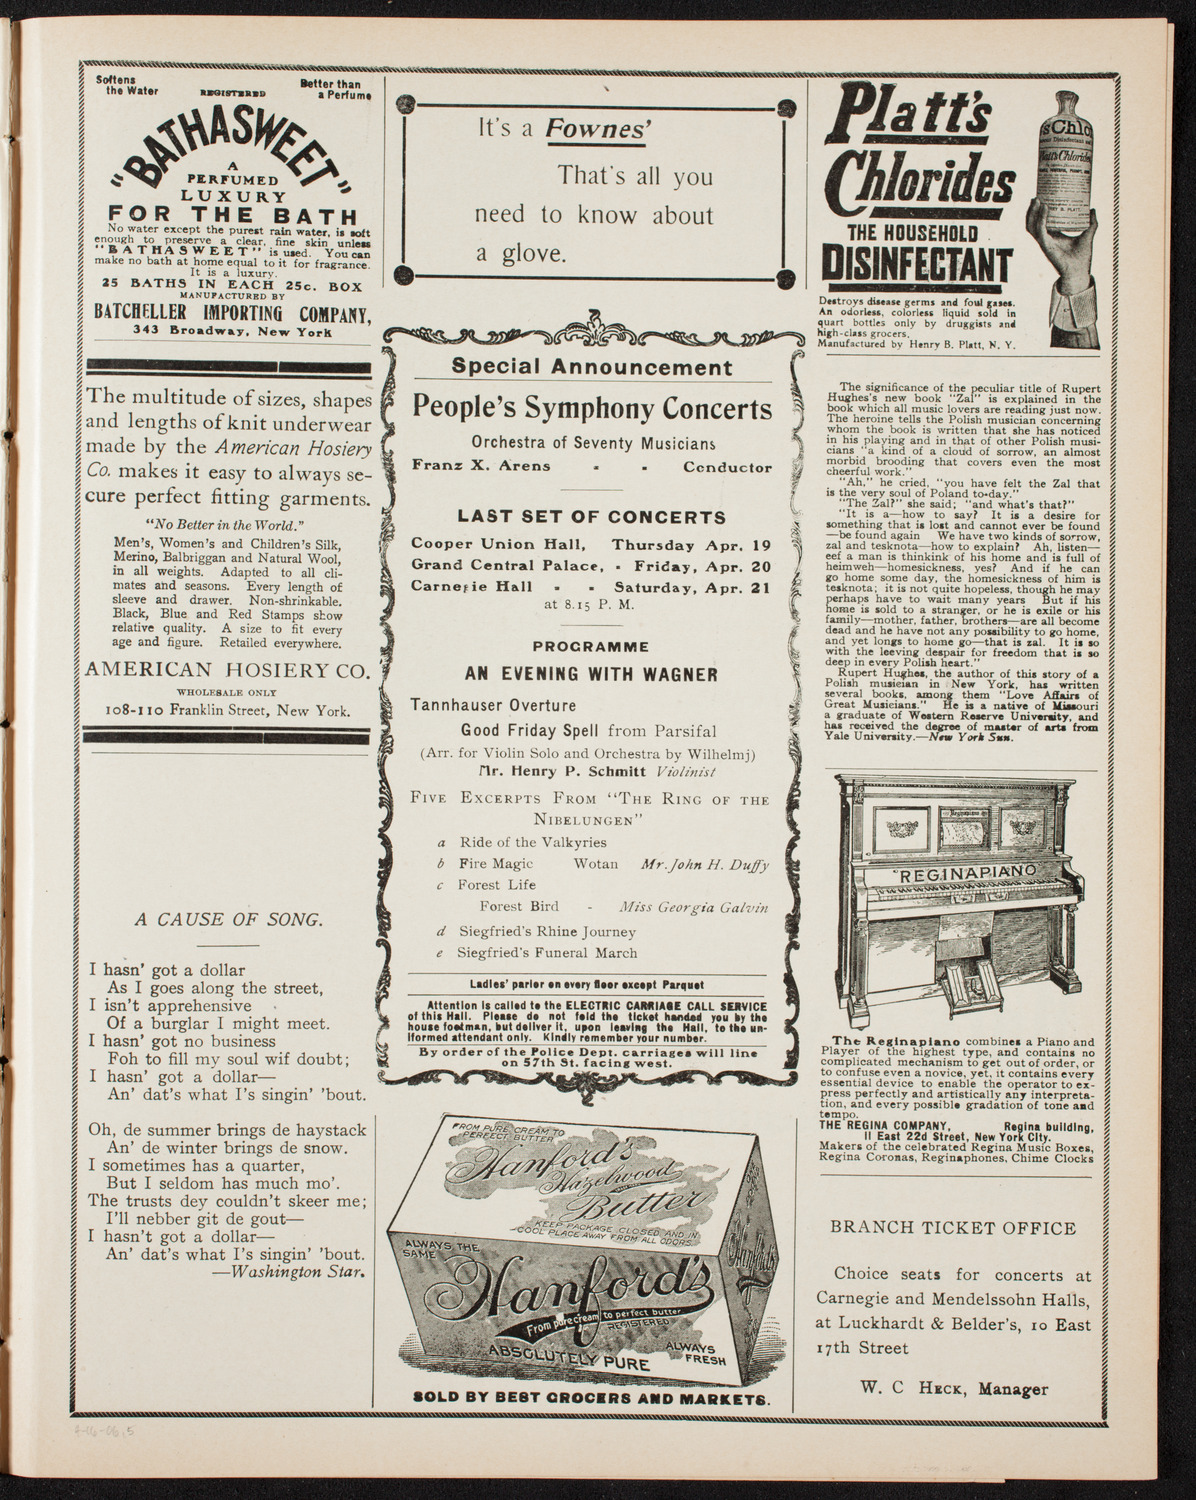 Softens
the Water
REGISTERED
Better than
a Perfume
"BATHASWEET"
A
PERFUMED
LUXURY
FOR THE BATH
No water except the purest rain water, is soft
enough to preserve a clear, fine skin unless
"BATHASWEET" is used. You can
make no bath at home equal to it for fragrance.
It is a luxury.
25 BATHS IN EACH 25c. BOX
MANUFACTURED BY
BATCHELLER IMPORTING COMPANY,
343 Broadway, New York
The multitude of sizes, shapes
and lengths of knit underwear
made by the American Hosiery
Co. makes it easy to always se-
cure perfect fitting garments.
"No Better in the World."
Men's, Women's and Children's Silk,
Merino, Balbriggan and Natural Wool,
in all weights. Adapted to all cli-
mates and seasons. Every length of
sleeve and drawer. Non-shrinkable.
Black, Blue and Red Stamps show
relative quality. A size to fit every
age and figure. Retailed everywhere.
AMERICAN HOSIERY CO.
WHOLESALE ONLY
108-110 Franklin Street, New York.
A CAUSE OF SONG.
I hasn' got a dollar
As I goes along the street,
I isn't apprehensive
Of a burglar I might meet.
I hasn' got no business
Foh to fill my soul wif doubt;
I hasn' got a dollar—
An' dat's what I's singin' 'bout.
Oh, de summer brings de haystack
An' de winter brings de snow.
I sometimes has a quarter,
But I seldom has much mo'.
The trusts dey couldn't skeer me;
I'll nebber git de gout—
I hasn't got a dollar—
An' dat's what I's singin' 'bout.
—Washington Star.
It's a Fownes'
That's all you
need to know about
a glove.
Special Announcement
People's Symphony Concerts
Orchestra of Seventy Musicians
Franz X. Arens - - Conductor
LAST SET OF CONCERTS
Cooper Union Hall, Thursday Apr. 19
Grand Central Palace, - Friday, Apr. 20
Carnegie Hall - - Saturday, Apr. 21
at 8.15 P. M.
PROGRAMME
AN EVENING WITH WAGNER
Tannhauser Overture
Good Friday Spell from Parsifal
(Arr. for Violin Solo and Orchestra by Wilhelmj)
Mr. Henry P. Schmitt Violinist
FIVE EXCERPTS FROM "THE RING OF THE
NIBELUNGEN"
a Ride of the Valkyries
b Fire Magic Wotan Mr. John H. Duffy
c Forest Life
Forest Bird - Miss Georgia Galvin
d Siegfried's Rhine Journey
e Siegfried's Funeral March
Ladies' parlor on every floor except Parquet
Attention is called to the ELECTRIC CARRIAGE CALL SERVICE
of this Hall. Please do not fold the ticket handed you by the
house footman, but deliver it, upon leaving the Hall, to the un-
iformed attendant only. Kindly remember your number.
By order of the Police Dept. carriages will line
on 57th St. facing west.
FROM PURE CREAM TO
PERFECT BUTTER
Hanford's
Hazelwood
Butter
KEEP PACKAGE CLOSED AND IN
COOL PLACE AWAY FROM ALL ODORS.
ALWAYS THE
SAME
Hanford's
From pure cream to perfect butter
REGISTERED
ABSOLUTELY PURE
ALWAYS
FRESH
Hanford's
SOLD BY BEST GROCERS AND MARKETS.
Platt's
Chlorides
THE HOUSEHOLD
DISINFECTANT
Platt's Chlorides
Destroys disease germs and foul gases.
An odorless, colorless liquid sold in
quart bottles only by druggists and
high-class grocers.
Manufactured by Henry B. Platt, N. Y.
The significance of the peculiar title of Rupert
Hughes's new book "Zal" is explained in the
book which all music lovers are reading just now.
The heroine tells the Polish musician concerning
whom the book is written that she has noticed
in his playing and in that of other Polish musi-
cians "a kind of a cloud of sorrow, an almost
morbid brooding that covers even the most
cheerful work."
"Ah," he cried, "you have felt the Zal that
is the very soul of Poland to-day."
"The Zal?" she said; "and what's that?"
"It is a—how to say? It is a desire for
something that is lost and cannot ever be found
—be found again We have two kinds of sorrow,
zal and tesknota—how to explain? Ah, listen—
eef a man is thinkink of his home and is full of
heimweh—homesickness, yes? And if he can
go home some day, the homesickness of him is
tesknota; it is not quite hopeless, though he may
perhaps have to wait many years But if his
home is sold to a stranger, or he is exile or his
family—mother, father, brothers—are all become
dead and he have not any possibility to go home,
and yet longs to home go—that is zal. It is so
with the leeving despair for freedom that is so
deep in every Polish heart."
Rupert Hughes, the author of this story of a
Polish musician in New York, has written
several books, among them "Love Affairs of
Great Musicians." He is a native of Missouri
a graduate of Western Reserve University, and
has received the degree of master of arts from
Yale University.—New York Sun.
Reginapiano
"REGINAPIANO
The Reginapiano combines a Piano and
Player of the highest type, and contains no
complicated mechanism to get out of order, or
to confuse even a novice, yet, it contains every
essential device to enable the operator to ex-
press perfectly and artistically any interpreta-
tion, and every possible gradation of tone and
tempo.
THE REGINA COMPANY, Regina building,
11 East 22d Street, New York City.
Makers of the celebrated Regina Music Boxes,
Regina Coronas, Reginaphones, Chime Clocks
BRANCH TICKET OFFICE
Choice seats for concerts at
Carnegie and Mendelssohn Halls,
at Luckhardt & Belder's, 10 East
17th Street
W. C HECK, Manager
4-16-06.5